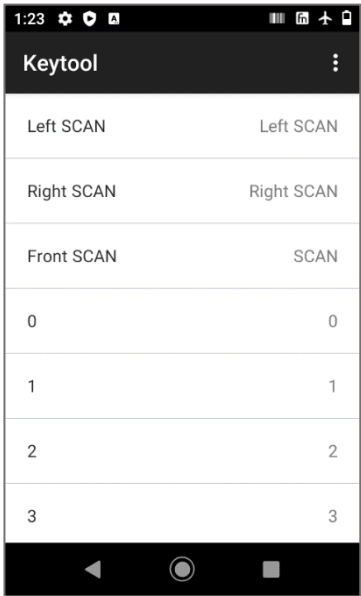 1:23
Keytool
Left SCAN Left SCAN
Right SCAN Right SCAN
Front SCAN SCAN
0 0
1 1
2 2
3 3